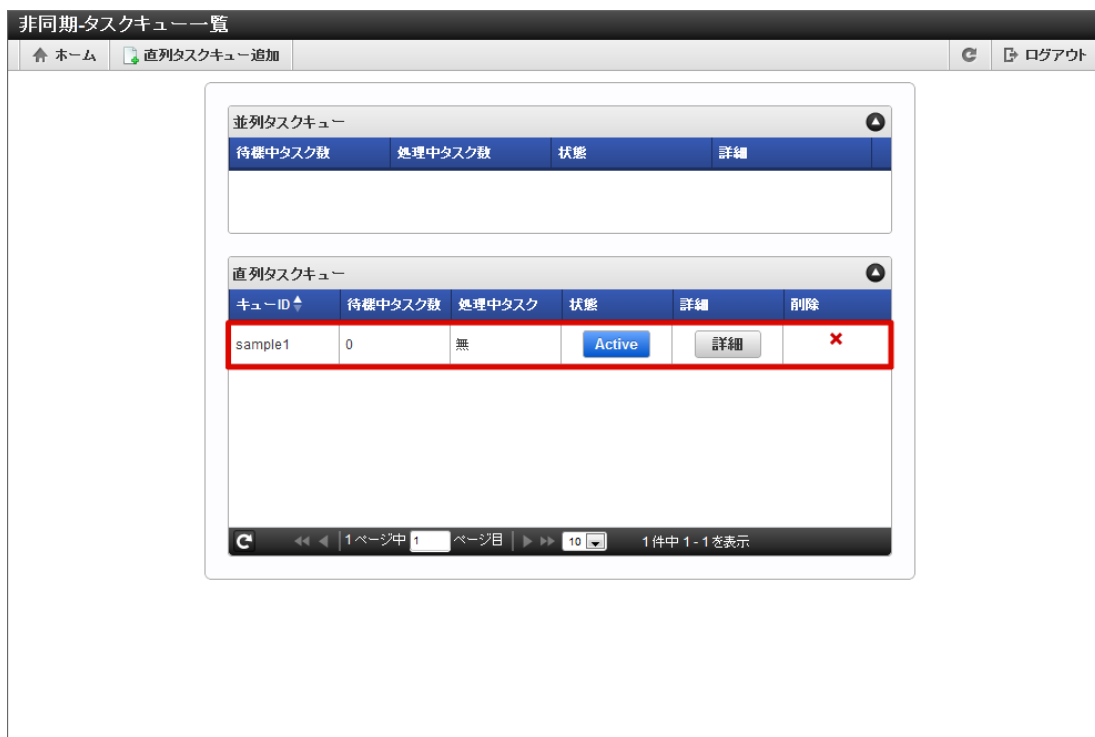 非同期-タスクキュー一覧
ホーム 直列タスクキュー追加 ログアウト
並列タスクキュー
待機中タスク数 処理中タスク数 状態 詳細
直列タスクキュー
キューID 待機中タスク数 処理中タスク 状態 詳細 削除
sample1 0 無 Active 詳細
1 ページ中 1 ページ目 10 1 件中 1 - 1 を表示